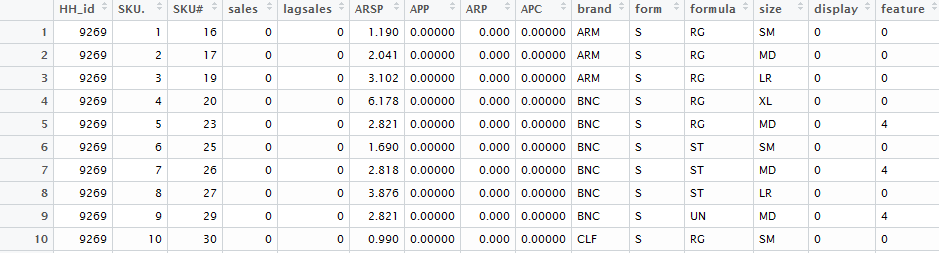 HH_id SKU. SKU# sales lagsales ARSP APP ARP APC brand form formula size display feature
1 9269 1 16 0 0 1.190 0.00000 0.000 0.00000 ARM S RG SM 0 0
2 9269 2 17 0 0 2.041 0.00000 0.000 0.00000 ARM S RG MD 0 0
3 9269 3 19 0 0 3.102 0.00000 0.000 0.00000 ARM S RG LR 0 0
4 9269 4 20 0 0 6.178 0.00000 0.000 0.00000 BNC S RG XL 0 0
5 9269 5 23 0 0 2.821 0.00000 0.000 0.00000 BNC S RG MD 0 4
6 9269 6 25 0 0 1.690 0.00000 0.000 0.00000 BNC S ST SM 0 0
7 9269 7 26 0 0 2.818 0.00000 0.000 0.00000 BNC S ST MD 0 4
8 9269 8 27 0 0 3.876 0.00000 0.000 0.00000 BNC S ST LR 0 0
9 9269 9 29 0 0 2.821 0.00000 0.000 0.00000 BNC S UN MD 0 4
10 9269 10 30 0 0 0.990 0.00000 0.000 0.00000 CLF S RG SM 0 0